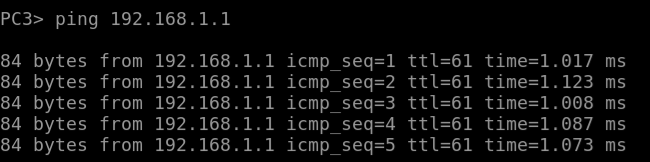 PC3> ping 192.168.1.1
84 bytes from 192.168.1.1 icmp_seq=1 ttl=61 time=1.017 ms
84 bytes from 192.168.1.1 icmp_seq=2 ttl=61 time=1.123 ms
84 bytes from 192.168.1.1 icmp_seq=3 ttl=61 time=1.008 ms
84 bytes from 192.168.1.1 icmp_seq=4 ttl=61 time=1.087 ms
84 bytes from 192.168.1.1 icmp_seq=5 ttl=61 time=1.073 ms